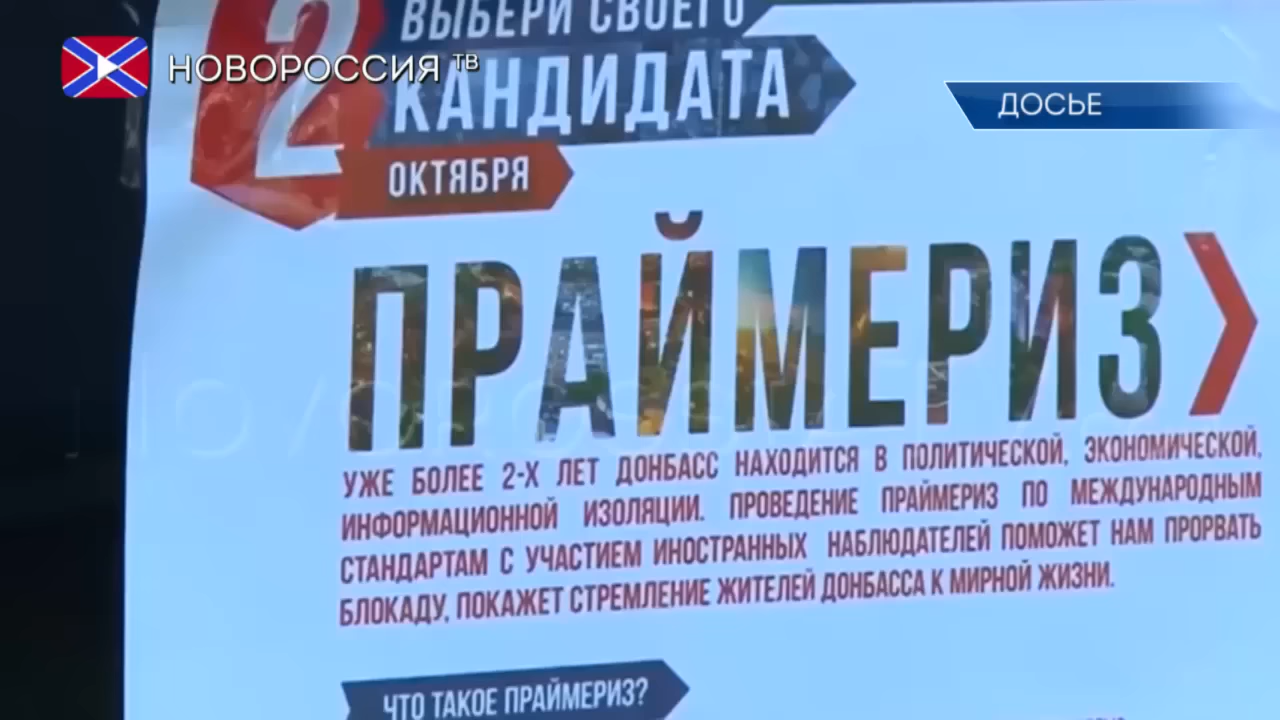 НОВОРОССИЯ ТВ
ДОСЬЕ
2
ВЫБЕРИ СВОЕГО
КАНДИДАТА
ОКТЯБРЯ
ПРАЙМЕРИЗ
УЖЕ БОЛЕЕ 2-Х ЛЕТ ДОНБАСС НАХОДИТСЯ В ПОЛИТИЧЕСКОЙ, ЭКОНОМИЧЕСКОЙ,
ИНФОРМАЦИОННОЙ ИЗОЛЯЦИИ. ПРОВЕДЕНИЕ ПРАЙМЕРИЗ ПО МЕЖДУНАРОДНЫМ
СТАНДАРТАМ С УЧАСТИЕМ ИНОСТРАННЫХ НАБЛЮДАТЕЛЕЙ ПОМОЖЕТ НАМ ПРОРВАТЬ
БЛОКАДУ, ПОКАЖЕТ СТРЕМЛЕНИЕ ЖИТЕЛЕЙ ДОНБАССА К МИРНОЙ ЖИЗНИ.
ЧТО ТАКОЕ ПРАЙМЕРИЗ?